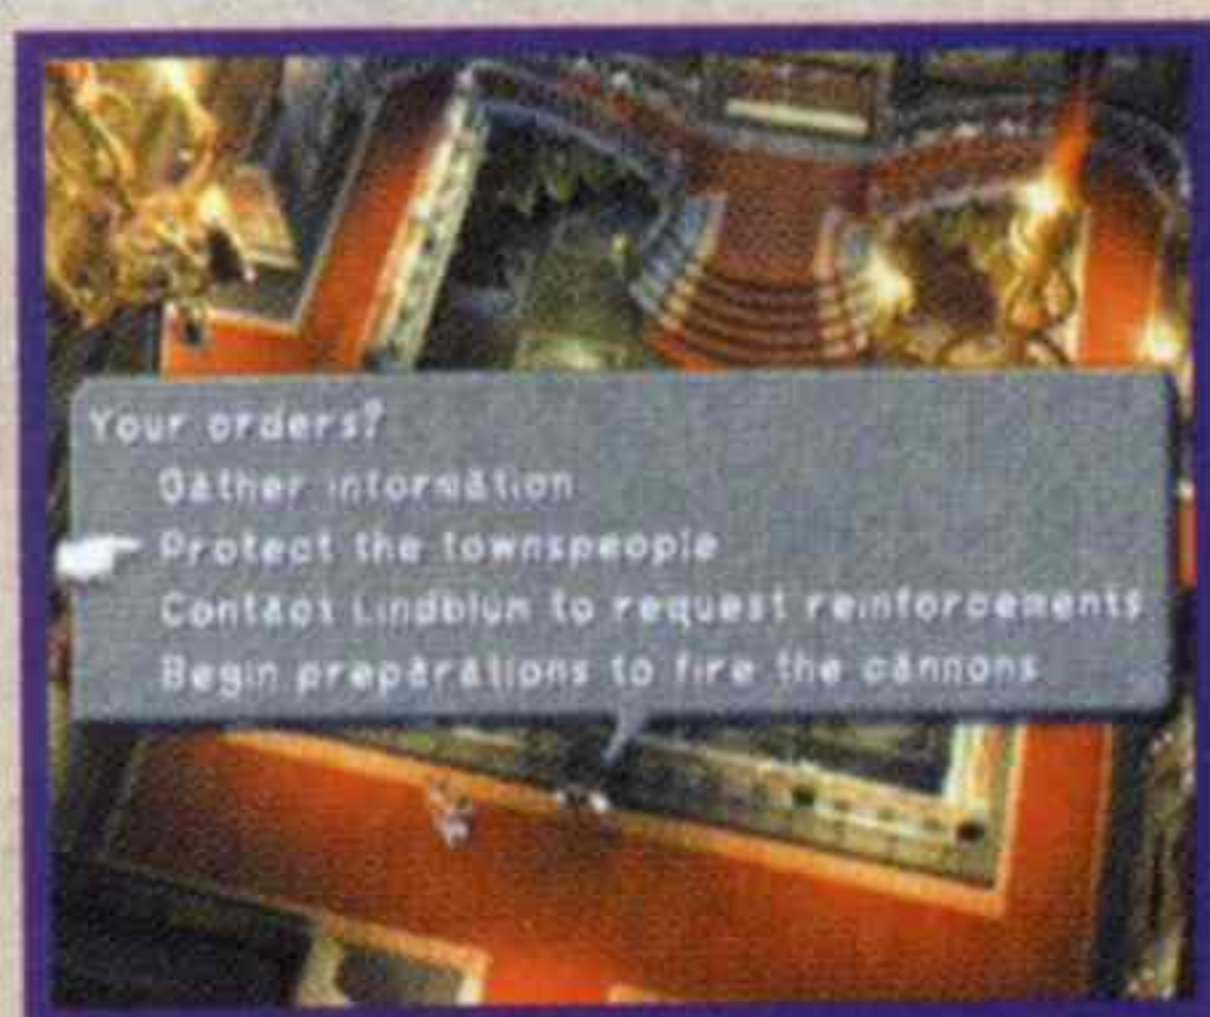 Your orders?
Gather information
Protect the townspeople
Contact Lindblum to request reinforcements
Begin preparations to fire the cannons